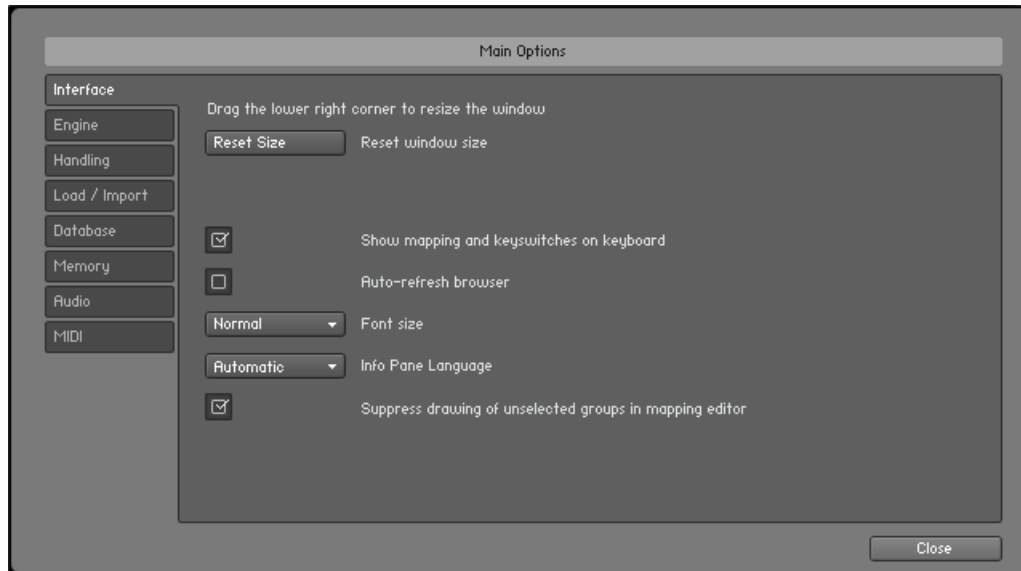 Main Options
Interface
Engine
Handling
Load / Import
Database
Memory
Audio
MIDI
Drag the lower right corner to resize the window
Reset Size Reset window size
Show mapping and keyswitches on keyboard
Auto-refresh browser
Normal Font size
Automatic Info Pane Language
Suppress drawing of unselected groups in mapping editor
Close